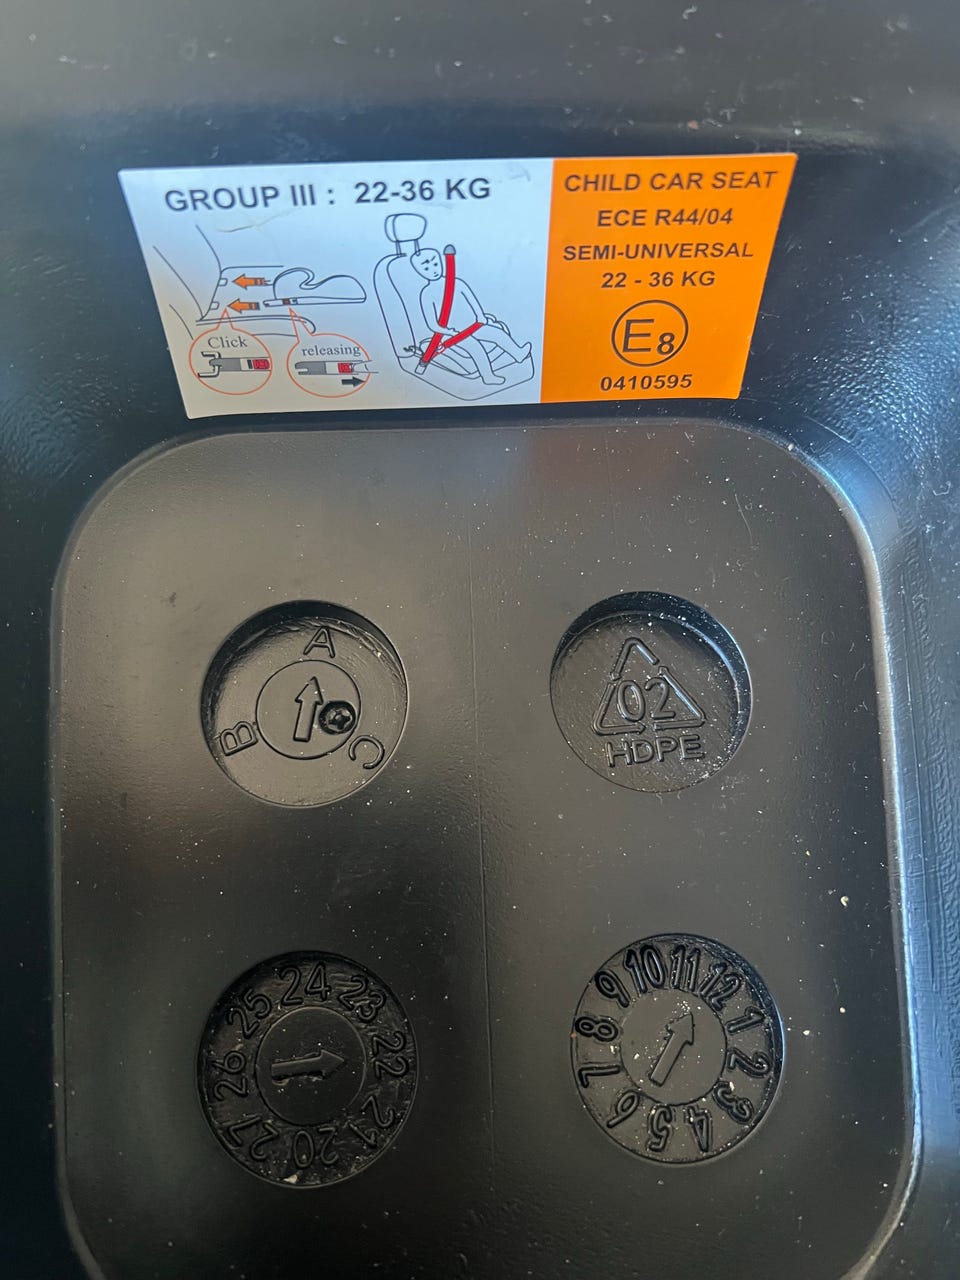 GROUP III : 22-36 KG
Click
releasing
CHILD CAR SEAT
ECE R44/04
SEMI-UNIVERSAL
22 - 36 KG
E8
0410595
A
B
C
02
HDPE
24
23
22
21
20
27
26
25
12
1
2
3
4
5
6
7
8
9
10
11